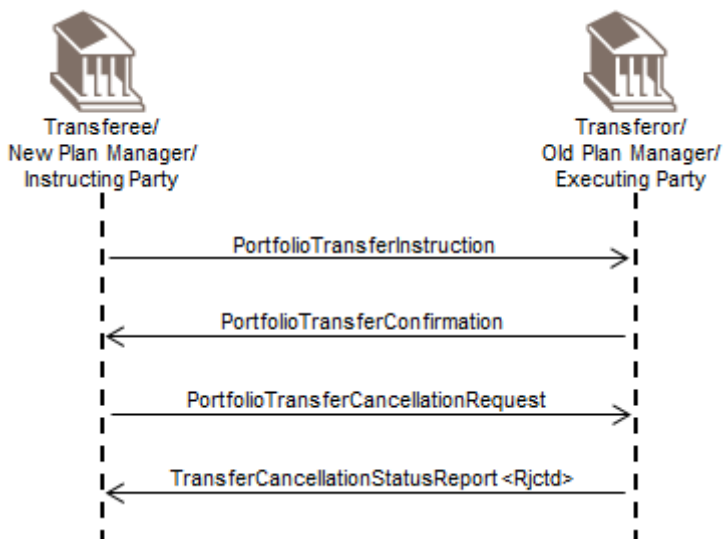 Transferee/
New Plan Manager/
Instructing Party
Transferor/
Old Plan Manager/
Executing Party
PortfolioTransferInstruction
PortfolioTransferConfirmation
PortfolioTransferCancellationRequest
TransferCancellationStatusReport <Rjctd>